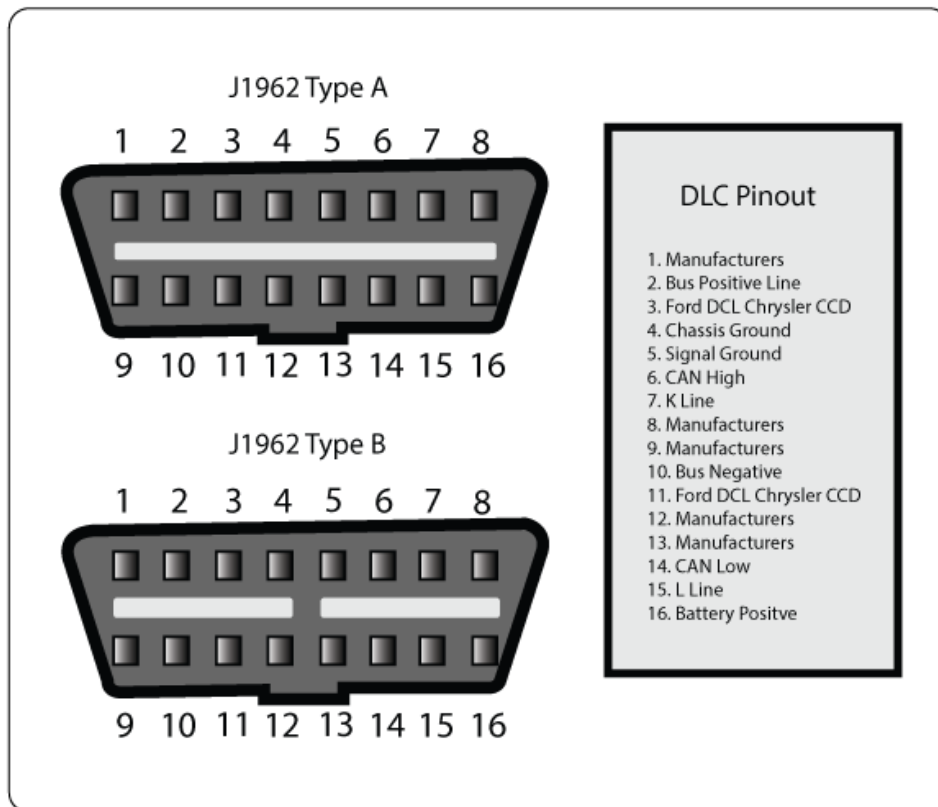 J1962 Type A
1 2 3 4 5 6 7 8
9 10 11 12 13 14 15 16
J1962 Type B
1 2 3 4 5 6 7 8
9 10 11 12 13 14 15 16
DLC Pinout
1. Manufacturers
2. Bus Positive Line
3. Ford DCL Chrysler CCD
4. Chassis Ground
5. Signal Ground
6. CAN High
7. K Line
8. Manufacturers
9. Manufacturers
10. Bus Negative
11. Ford DCL Chrysler CCD
12. Manufacturers
13. Manufacturers
14. CAN Low
15. L Line
16. Battery Positve